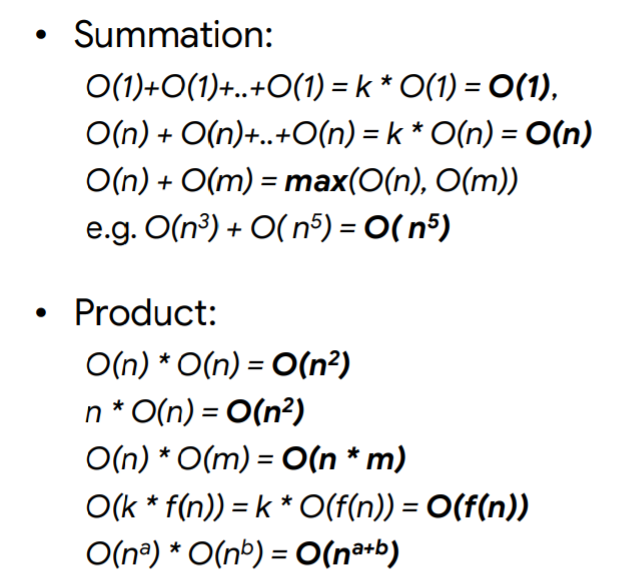 • Summation:
O(1)+O(1)+..+O(1) = k * O(1) = O(1),
O(n) + O(n)+..+O(n) = k * O(n) = O(n)
O(n) + O(m) = max(O(n), O(m))
e.g. O(n³) + O( n⁵) = O( n⁵)
• Product:
O(n) * O(n) = O(n²)
n * O(n) = O(n²)
O(n) * O(m) = O(n * m)
O(k * f(n)) = k * O(f(n)) = O(f(n))
O(nᵃ) * O(nᵇ) = O(nᵃ⁺ᵇ)